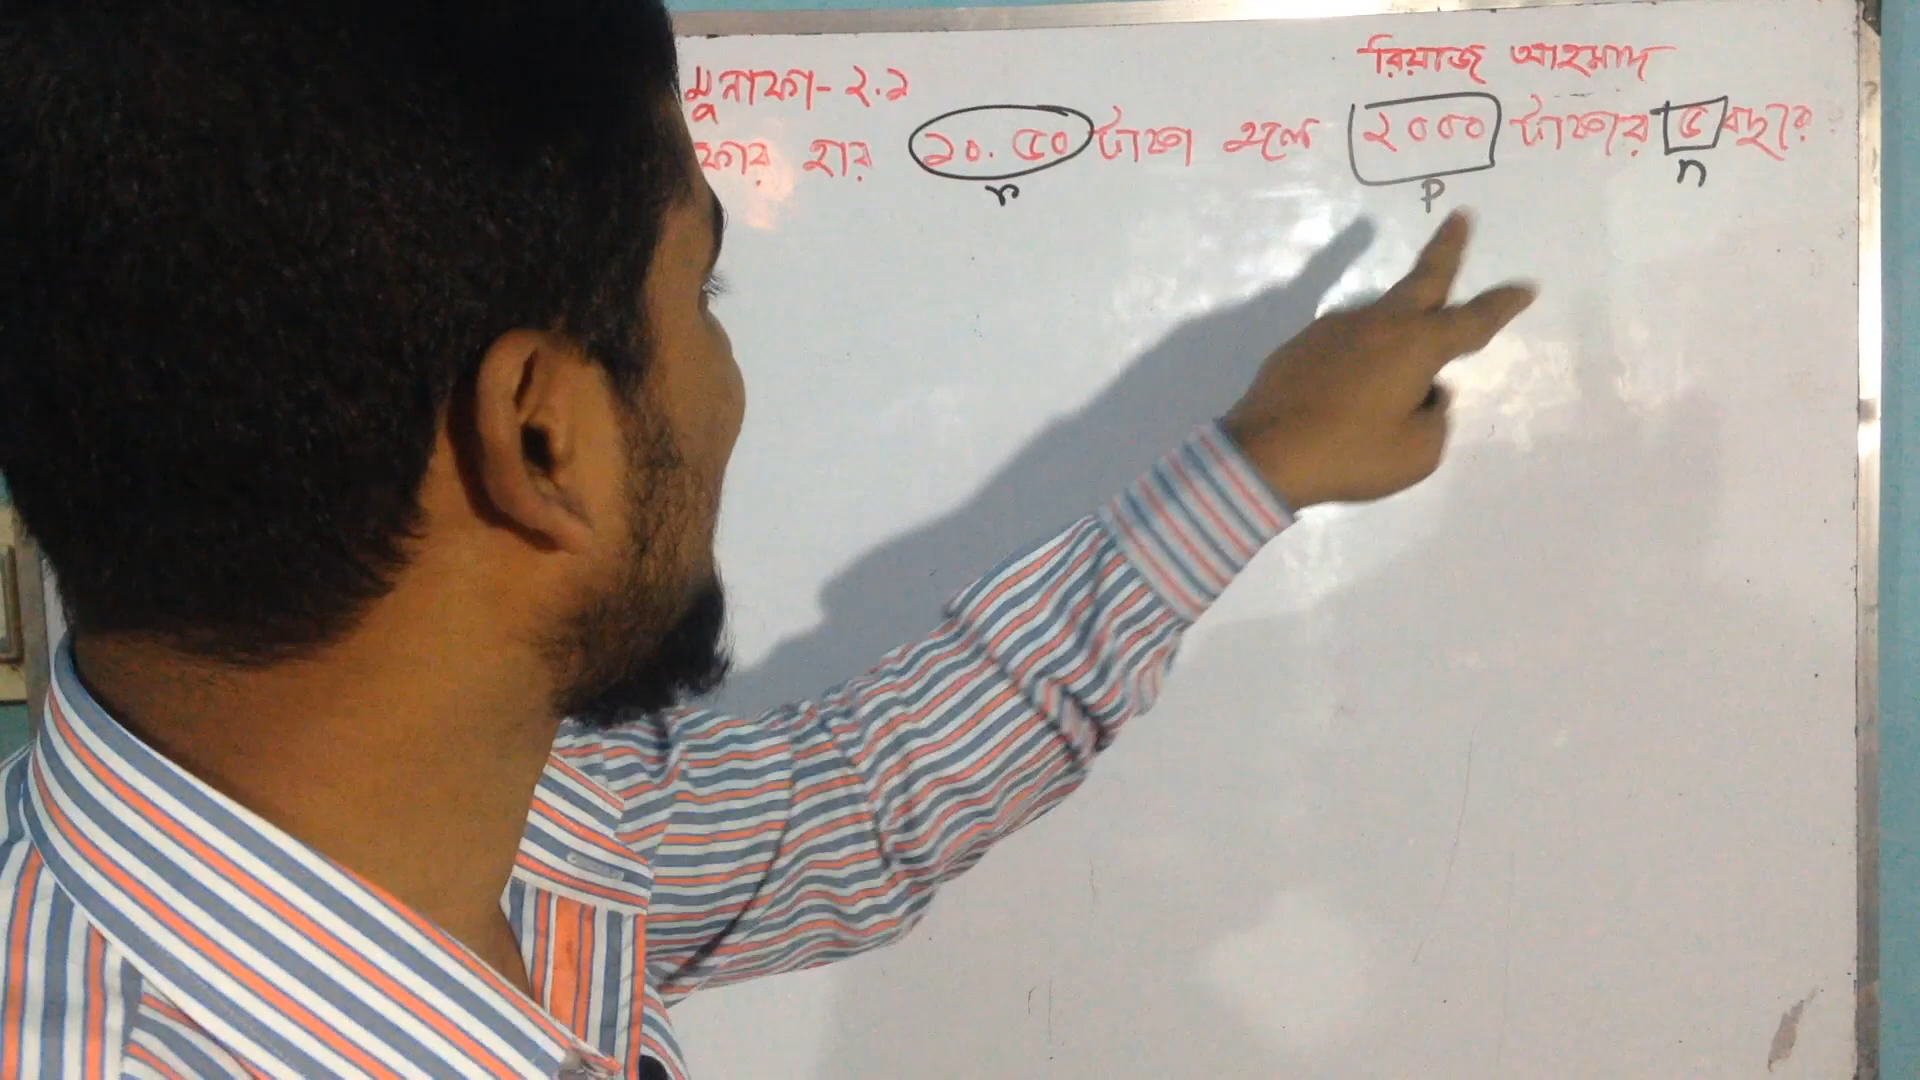 রিয়াজ আহমাদ
মুনাফা-২.১
হার ১০.৫০ টাকা হলে ২০০০ টাকার ৫ বছরে
r P n